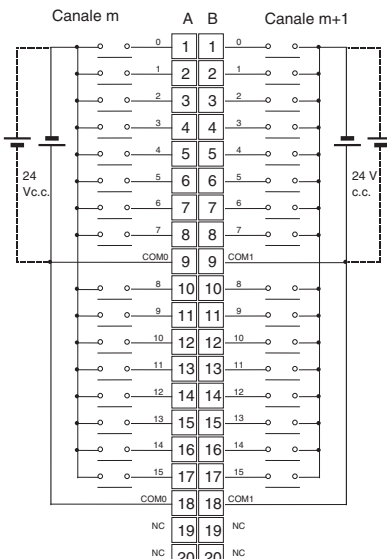 Canale m A B Canale m+1
0 1 1 0
1 2 2 1
2 3 3 2
3 4 4 3
4 5 5 4
24 Vc.c. 24 V c.c.
5 6 6 5
6 7 7 6
7 8 8 7
COM0 9 9 COM1
8 10 10 8
9 11 11 9
10 12 12 10
11 13 13 11
12 14 14 12
13 15 15 13
14 16 16 14
15 17 17 15
COM0 18 18 COM1
NC 19 19 NC
NC 20 20 NC